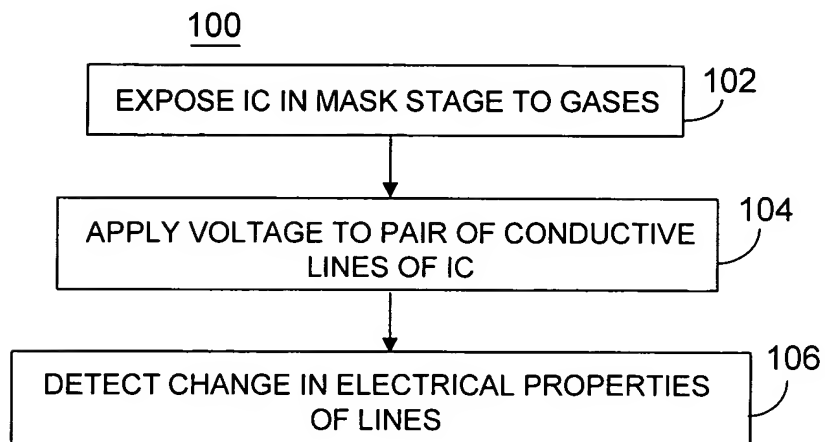 100
EXPOSE IC IN MASK STAGE TO GASES
102
APPLY VOLTAGE TO PAIR OF CONDUCTIVE
LINES OF IC
104
DETECT CHANGE IN ELECTRICAL PROPERTIES
OF LINES
106